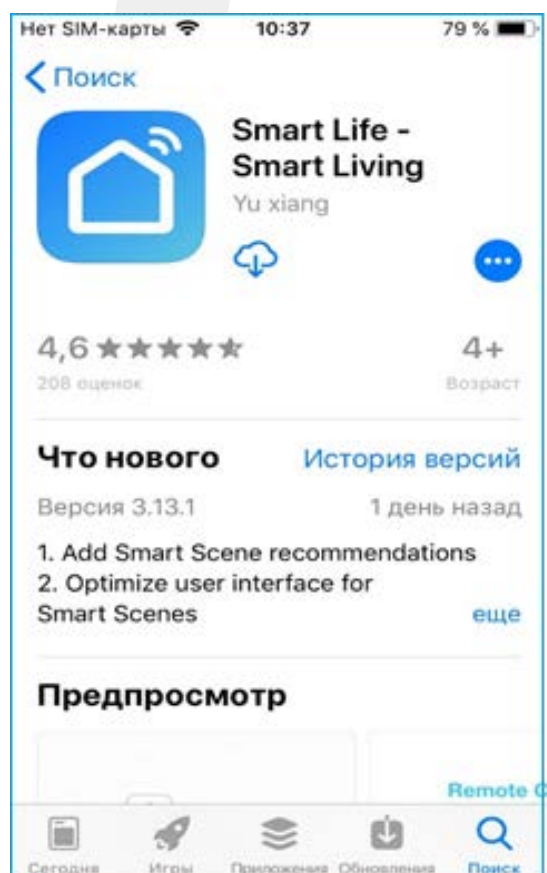 Нет SIM-карты 10:37 79 %
Поиск
Smart Life -
Smart Living
Yu xiang
4,6 4+
208 оценок Возраст
Что нового История версий
Версия 3.13.1 1 день назад
1. Add Smart Scene recommendations
2. Optimize user interface for
Smart Scenes еще
Предпросмотр
Remote C
Сегодня Игры Приложения Обновления Поиск